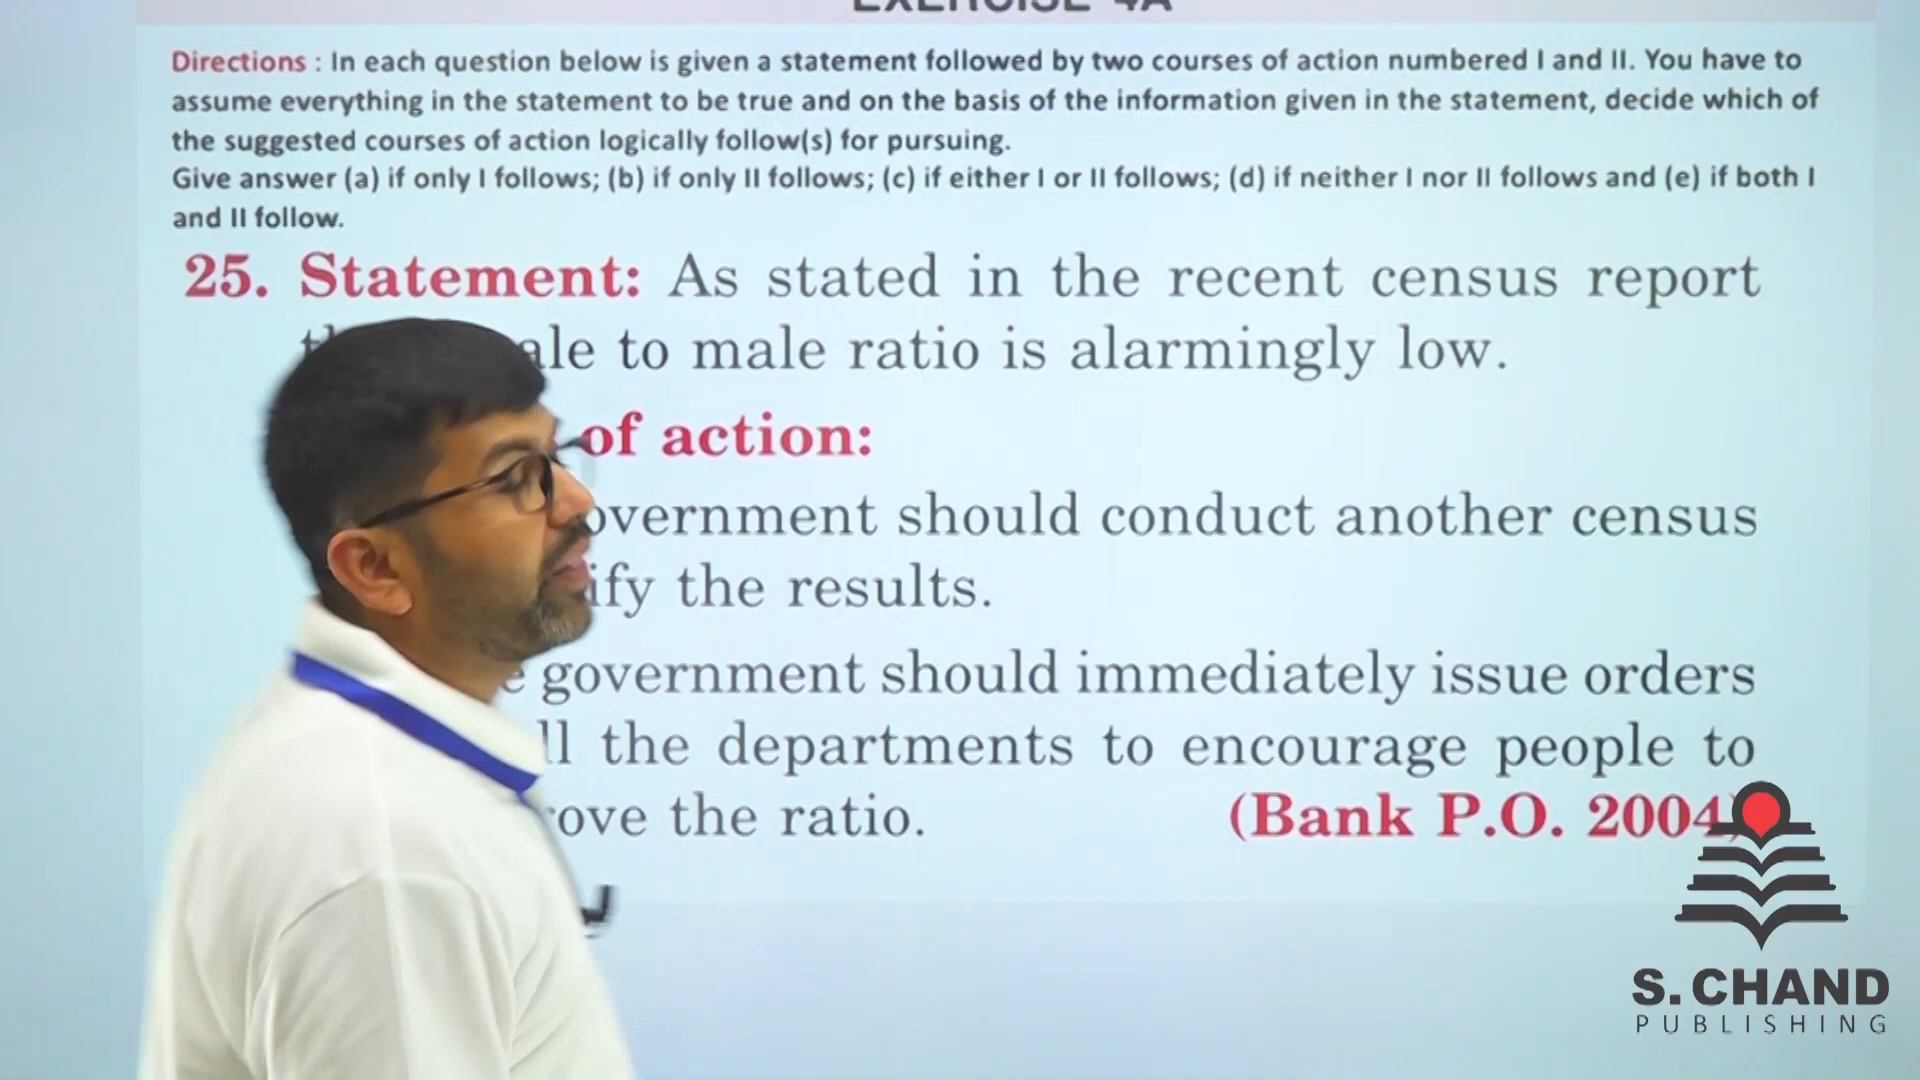 EXERCISE 4A
Directions : In each question below is given a statement followed by two courses of action numbered I and II. You have to
assume everything in the statement to be true and on the basis of the information given in the statement, decide which of
the suggested courses of action logically follow(s) for pursuing.
Give answer (a) if only I follows; (b) if only II follows; (c) if either I or II follows; (d) if neither I nor II follows and (e) if both I
and II follow.
25. Statement: As stated in the recent census report
to male ratio is alarmingly low.
of action:
should conduct another census
the results.
government should immediately issue orders
the departments to encourage people to
the ratio. (Bank P.O. 2004)
S. CHAND
PUBLISHING